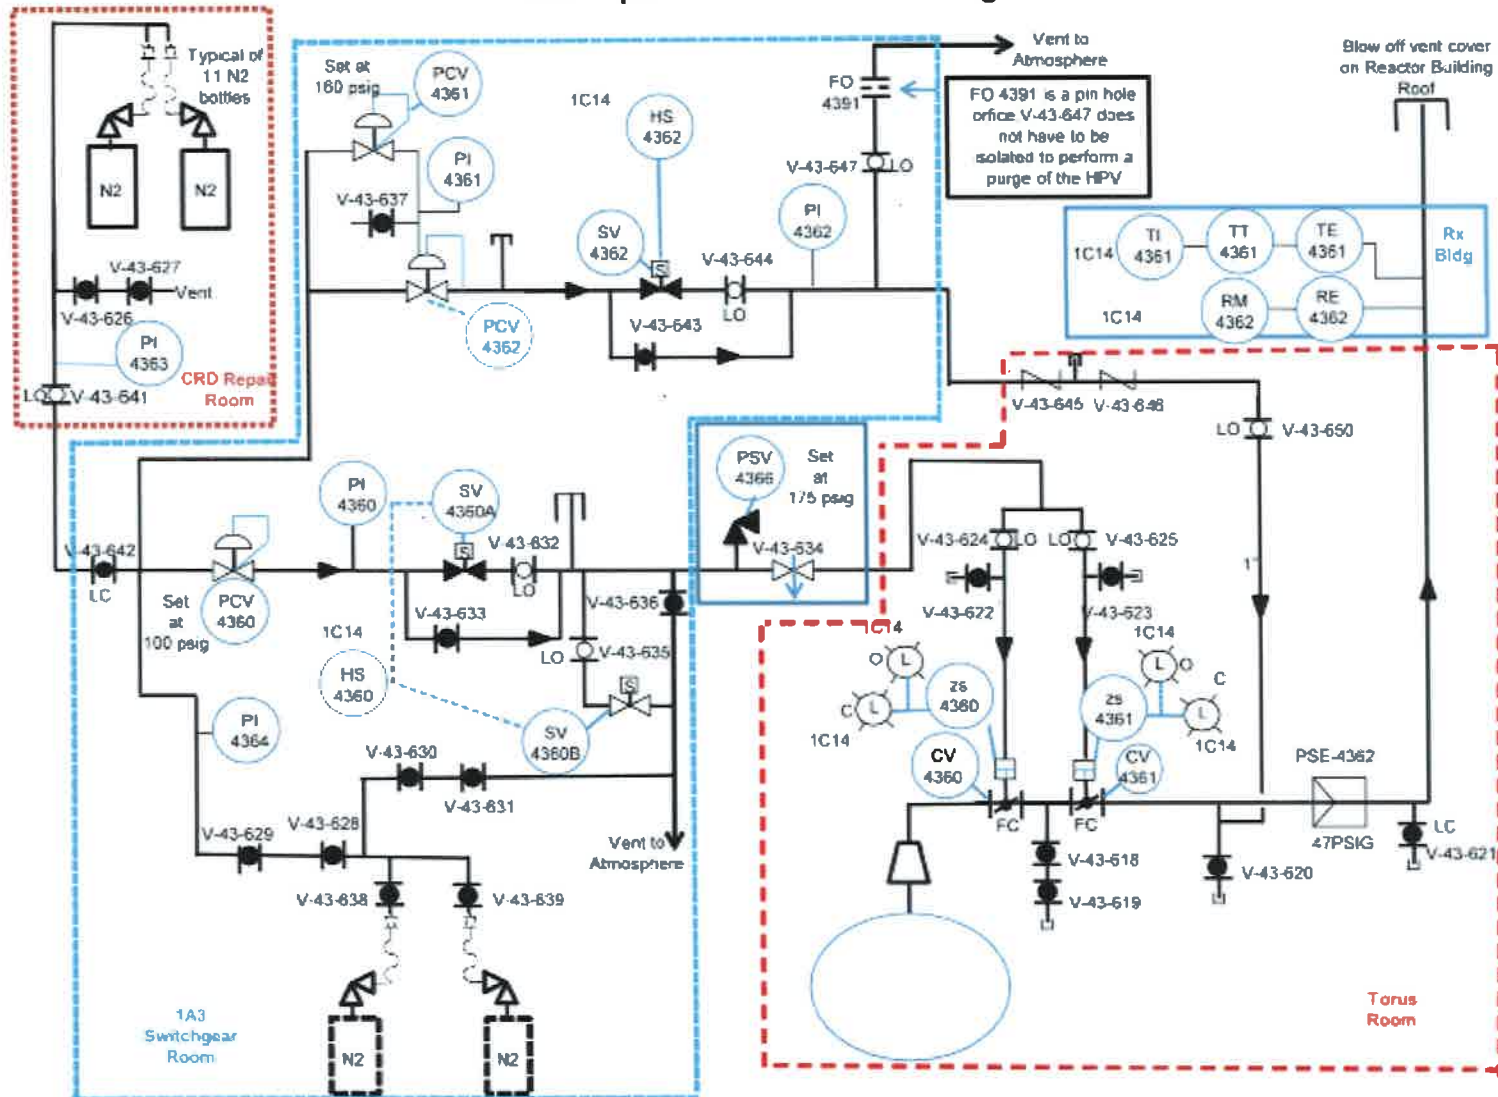 Typical of
11 N2
bottles
N2
N2
V-43-627
Vent
V-43-626
PI
4363
CRD Repair
Room
LO
V-43-641
Set at
160 psig
PCV
4361
1C14
HS
4362
PI
4361
V-43-637
SV
4362
S
V-43-644
LO
V-43-643
PCV
4362
FO
4391
V-43-647
LO
PI
4362
Vent to
Atmosphere
FO 4391 is a pin hole
orfice V-43-647 does
not have to be
isolated to perform a
purge of the HPV
Blow off vent cover
on Reactor Building
Roof
1C14
TI
4361
TT
4361
TE
4361
Rx
Bldg
1C14
RM
4362
RE
4362
V-43-645
V-43-646
LO
V-43-650
1"
V-43-642
LC
Set
at
100 psig
PCV
4360
PI
4360
SV
4360A
S
V-43-632
LO
V-43-633
1C14
HS
4360
LO
V-43-635
V-43-636
S
SV
4360B
PSV
4366
Set
at
175 psig
V-43-634
V-43-624
LO
LO
V-43-625
V-43-622
V-43-623
1C14
O
L
C
L
1C14
ZS
4360
CV
4360
1C14
L
O
C
L
1C14
ZS
4361
CV
4361
FC
FC
PSE-4362
47PSIG
LC
V-43-621
V-43-618
V-43-619
V-43-620
PI
4364
V-43-630
V-43-631
V-43-629
V-43-628
Vent to
Atmosphere
V-43-638
V-43-639
1A3
Switchgear
Room
N2
N2
Torus
Room